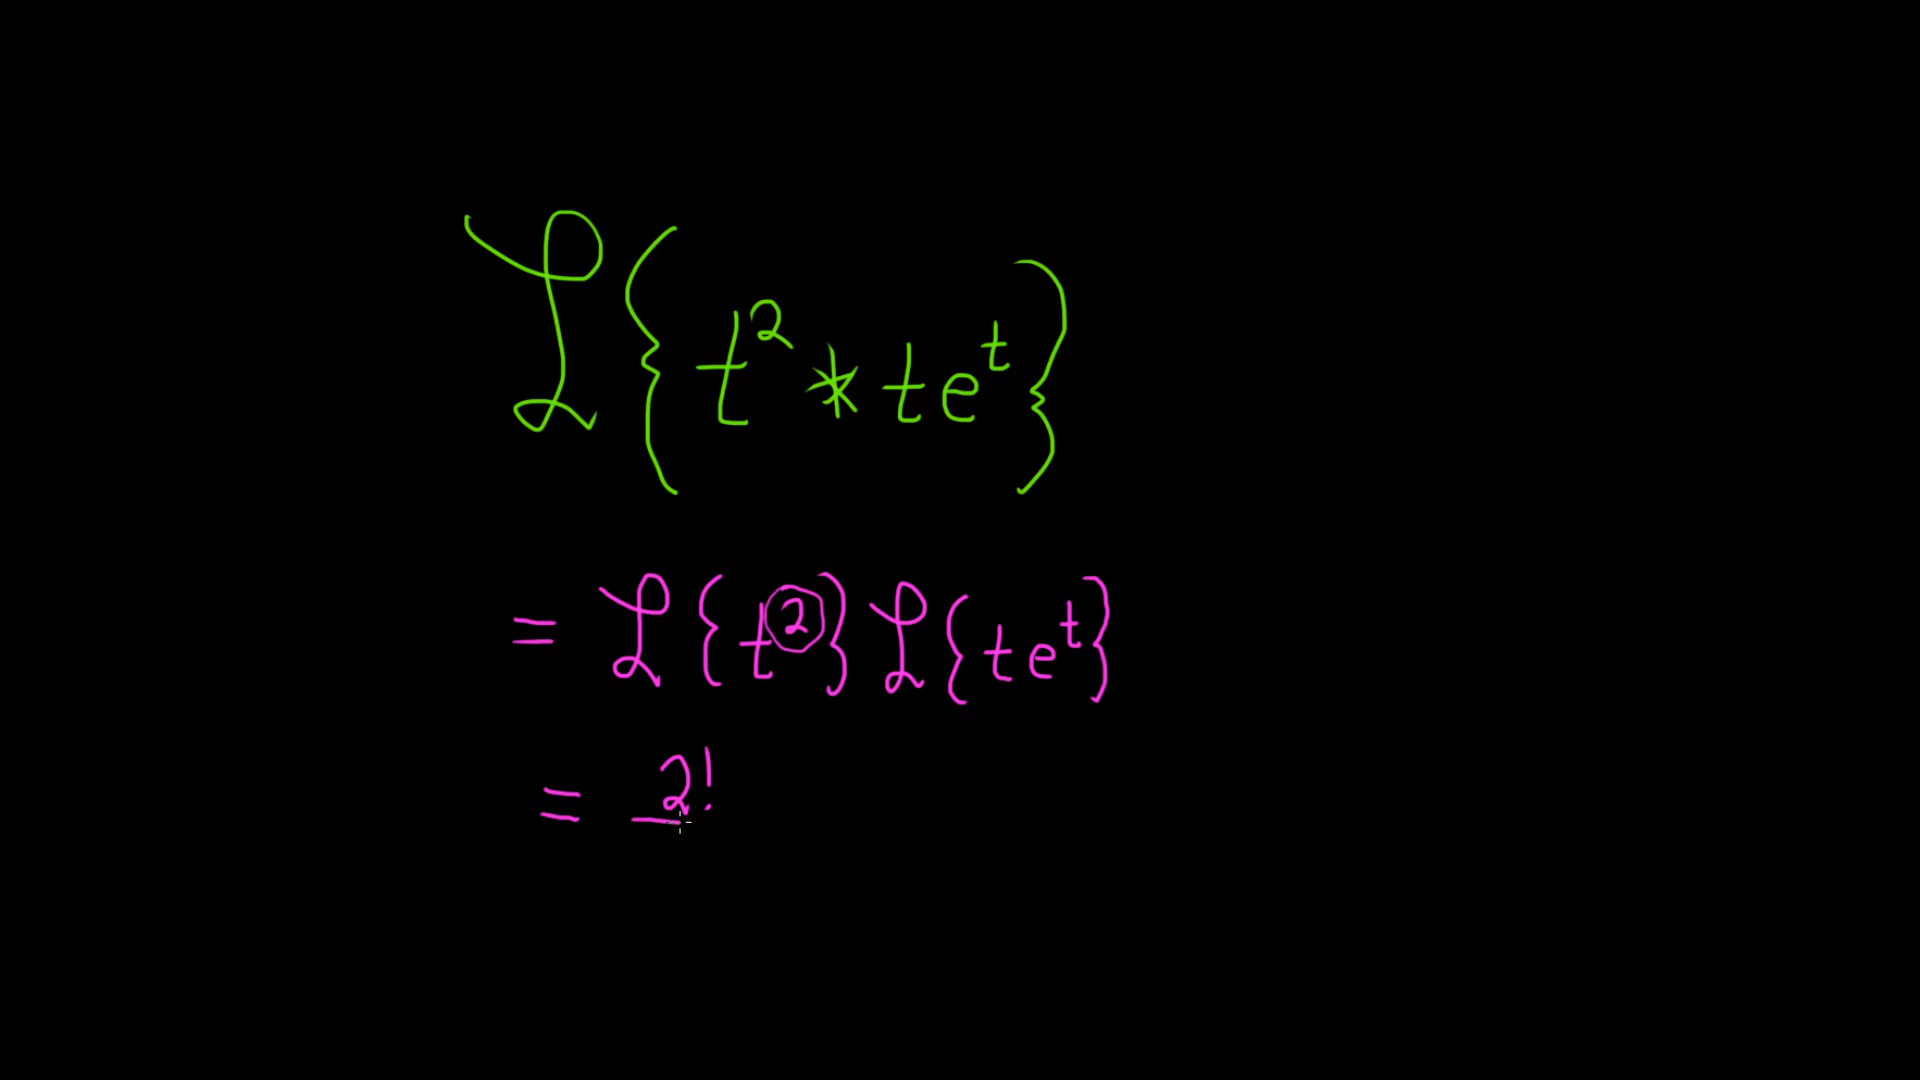 ℒ{t² * te^t}
= ℒ{t²} ℒ{te^t}
= 2!